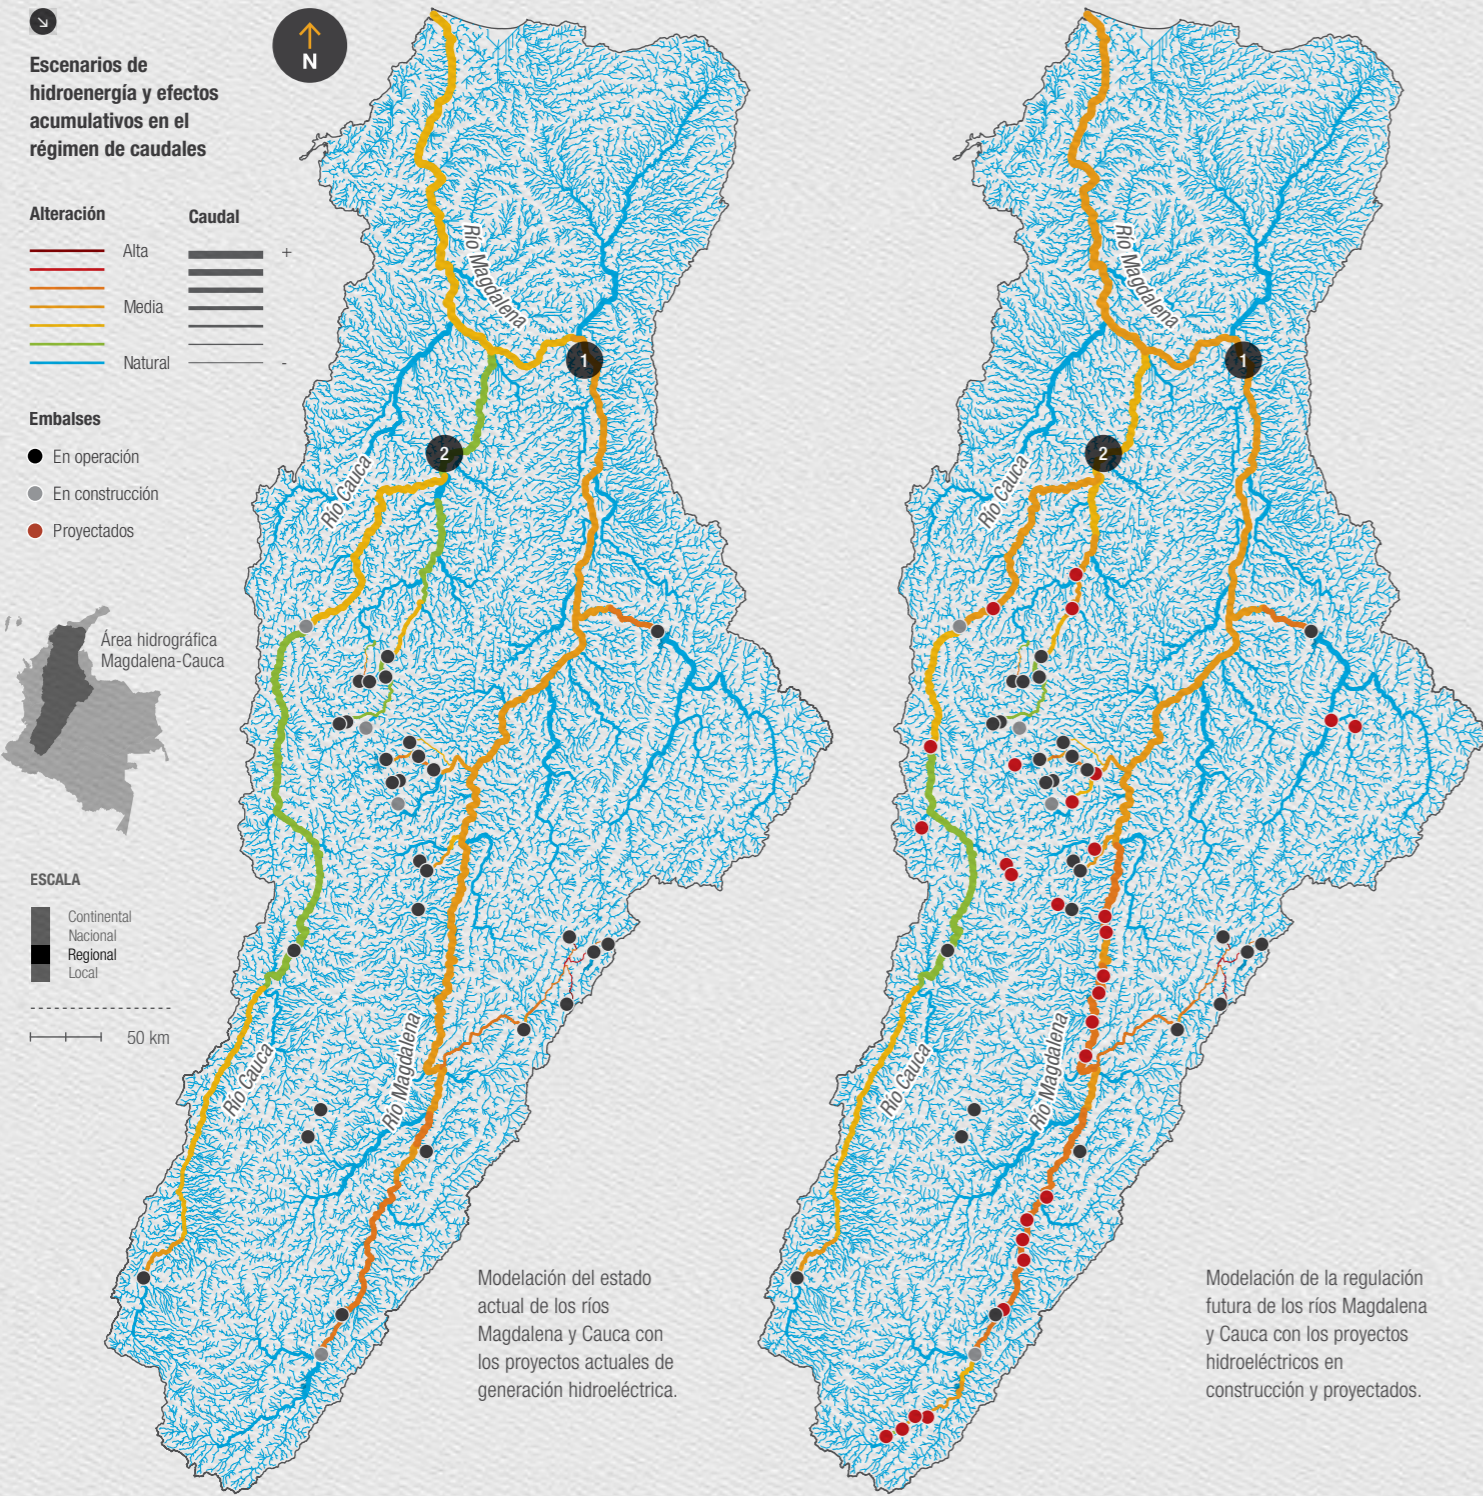 N
Escenarios de
hidroenergía y efectos
acumulativos en el
régimen de caudales
Alteración
Caudal
Alta
+
Media
Natural
-
Embalses
En operación
En construcción
Proyectados
Área hidrográfica
Magdalena-Cauca
ESCALA
Continental
Nacional
Regional
Local
50 km
Río Magdalena
1
2
Río Cauca
Río Cauca
Río Magdalena
Modelación del estado
actual de los ríos
Magdalena y Cauca con
los proyectos actuales de
generación hidroeléctrica.
Río Magdalena
1
2
Río Cauca
Río Cauca
Río Magdalena
Modelación de la regulación
futura de los ríos Magdalena
y Cauca con los proyectos
hidroeléctricos en
construcción y proyectados.